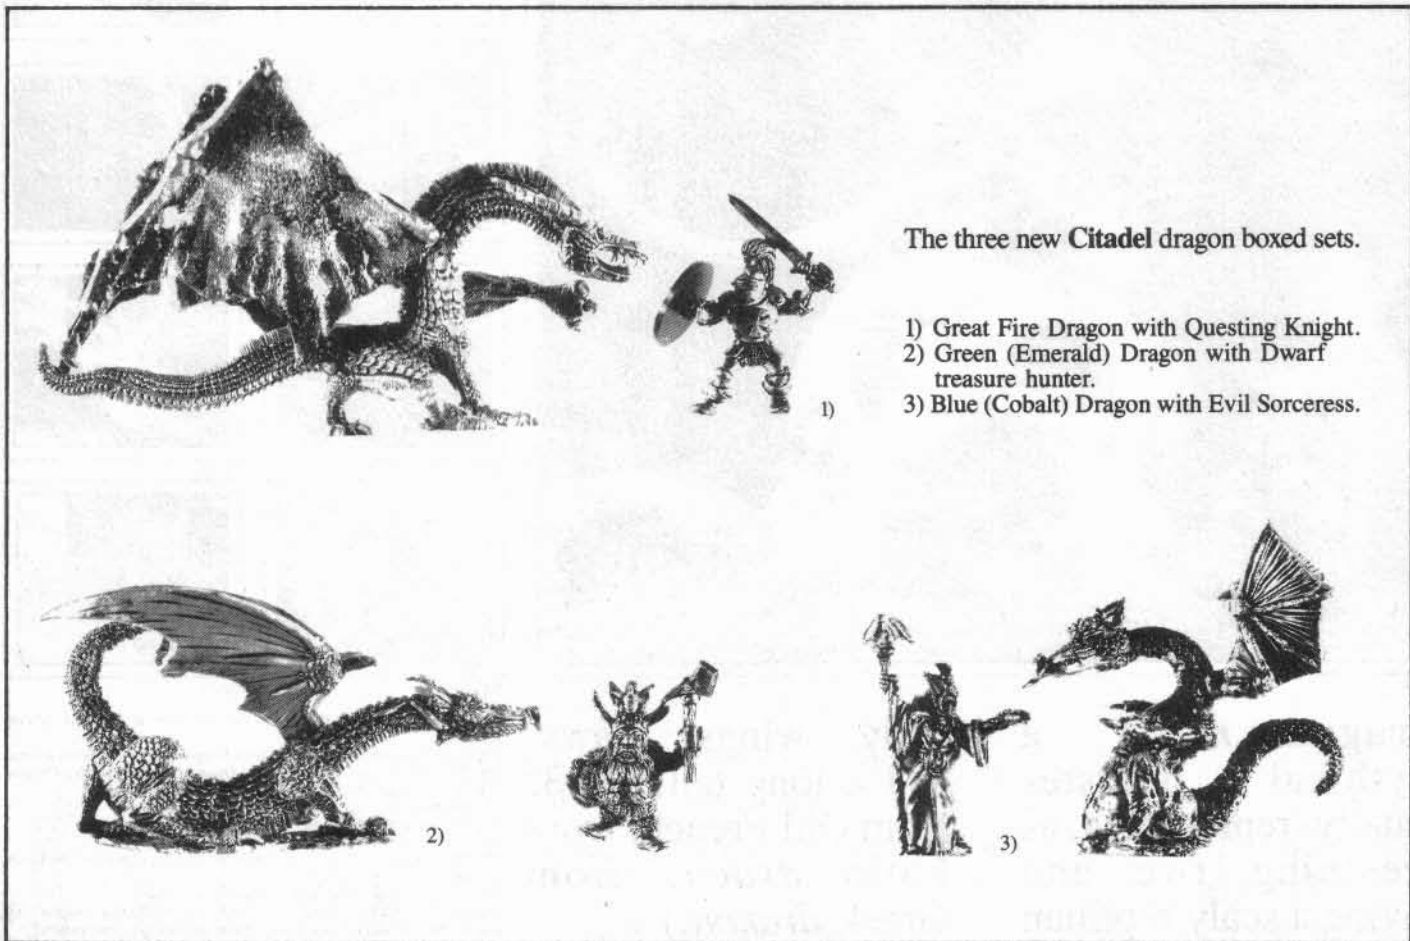 The three new Citadel dragon boxed sets.
1) Great Fire Dragon with Questing Knight.
2) Green (Emerald) Dragon with Dwarf
treasure hunter.
3) Blue (Cobalt) Dragon with Evil Sorceress.
1)
2)
3)